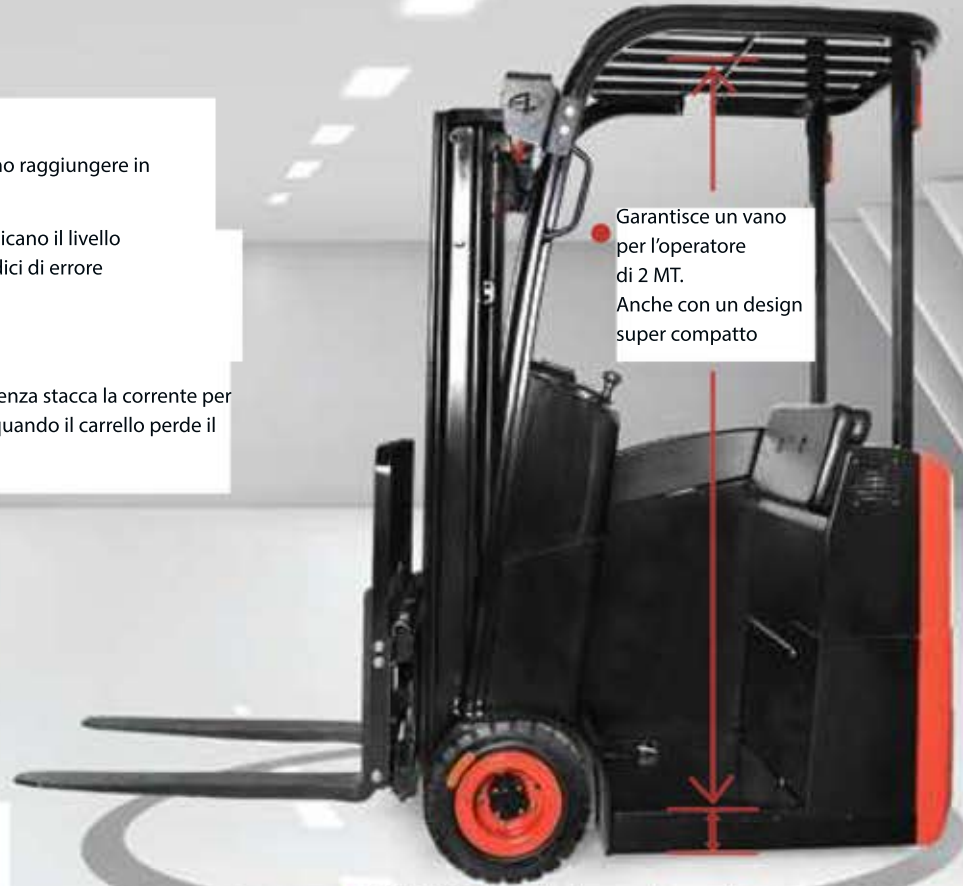 no raggiungere in
icano il livello
dici di errore
enza stacca la corrente per
quando il carrello perde il
Garantisce un vano
per l'operatore
di 2 MT.
Anche con un design
super compatto